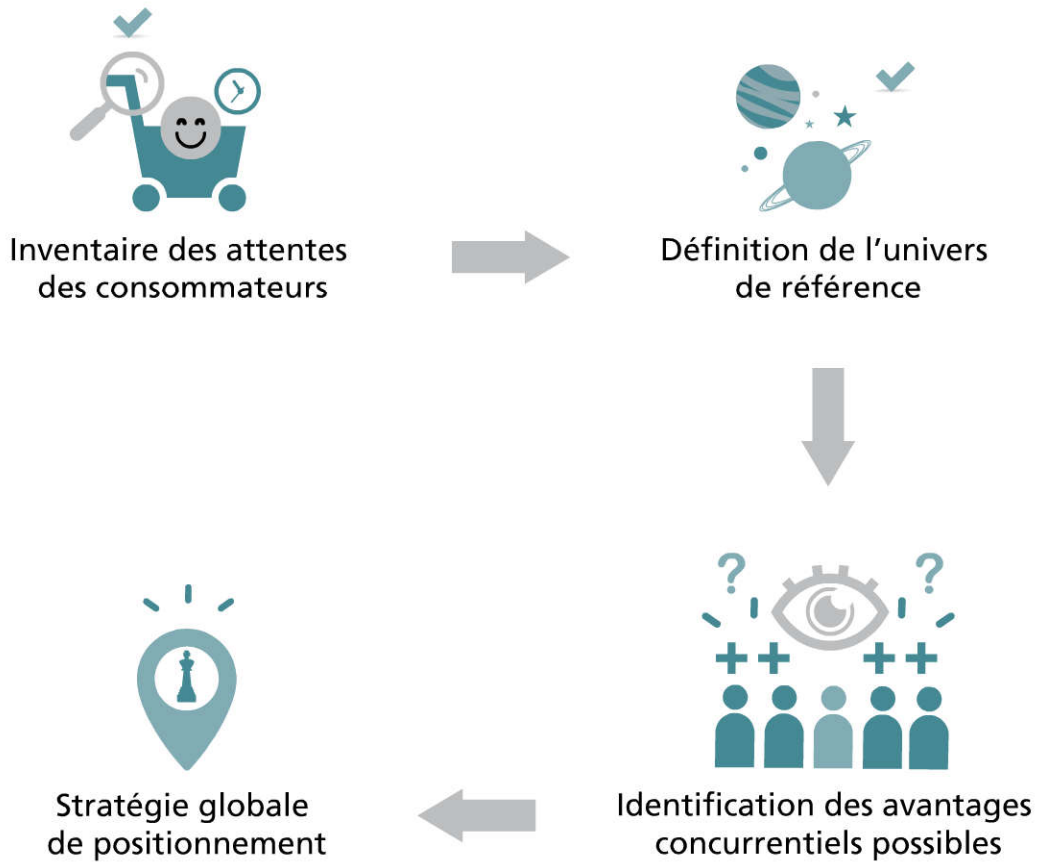 Inventaire des attentes
des consommateurs
Définition de l'univers
de référence
? ?
Identification des avantages
concurrentiels possibles
Stratégie globale
de positionnement